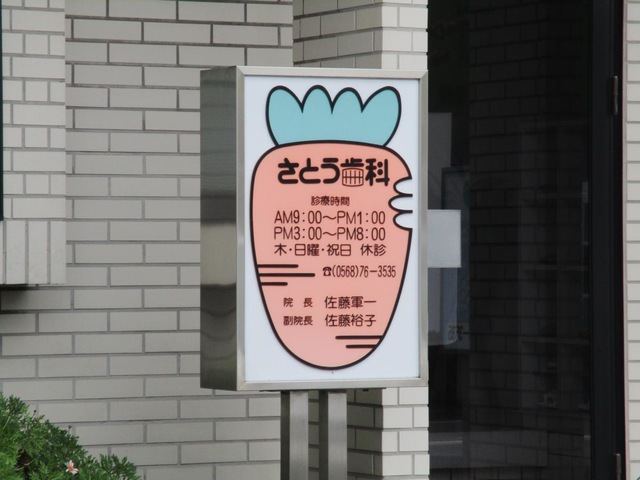 さとう歯科
診療時間
AM9:00〜PM1:00
PM3:00〜PM8:00
木・日曜・祝日 休診
☎(0568)76-3535
院長 佐藤軍一
副院長 佐藤裕子